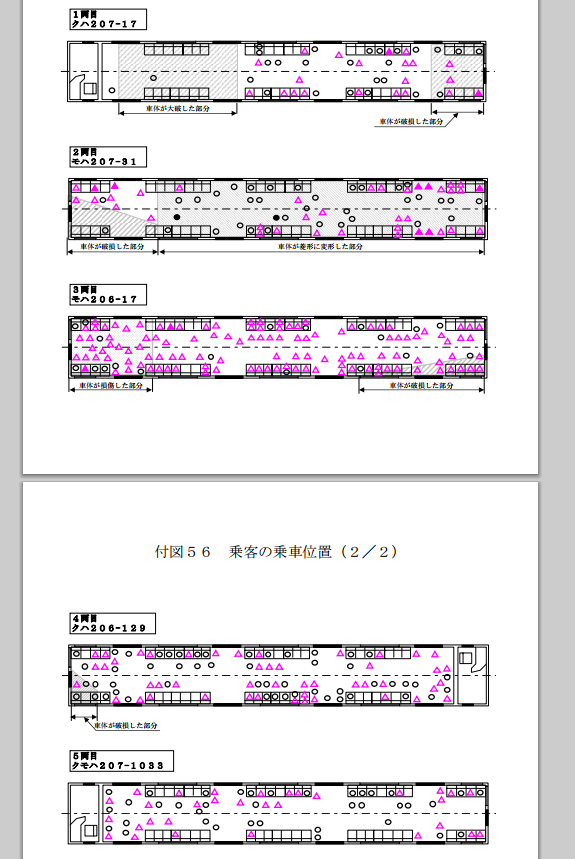 １両目
クハ２０７-１７
車体が大破した部分
車体が破損した部分
２両目
モハ２０７-３１
車体が破損した部分
車体が菱形に変形した部分
３両目
モハ２０６-１７
車体が損傷した部分
車体が破損した部分
付図５６　乗客の乗車位置（２／２）
４両目
クハ２０６-１２９
車体が破損した部分
５両目
クモハ２０７-１０３３